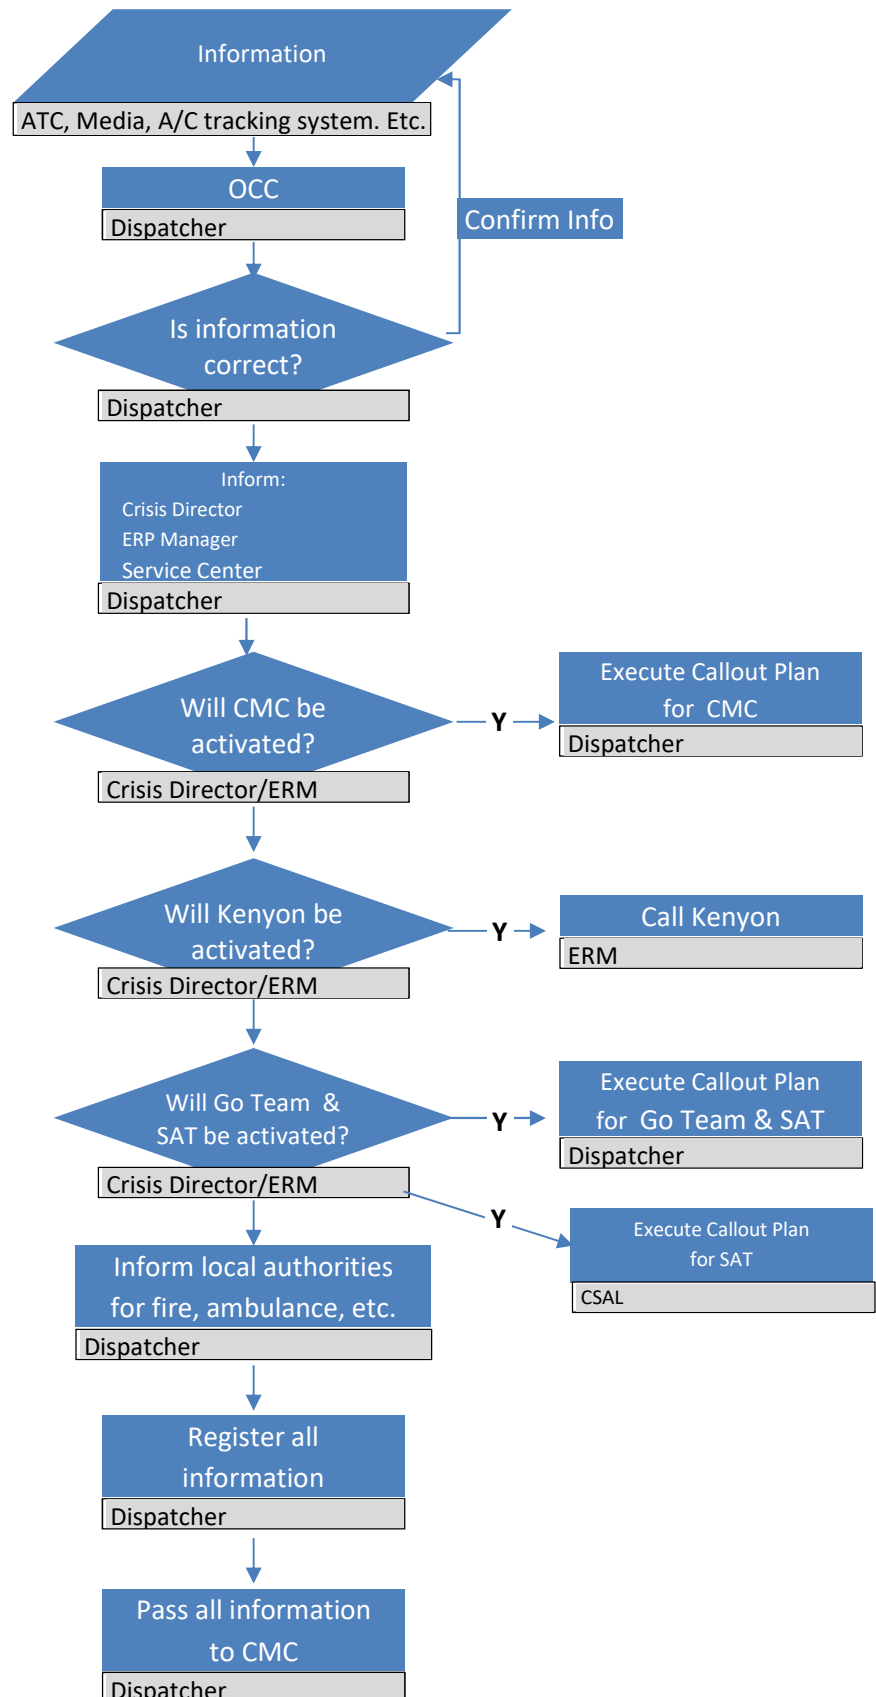 Information
ATC, Media, A/C tracking system. Etc.
OCC
Dispatcher
Confirm Info
Is information
correct?
Dispatcher
Inform:
Crisis Director
ERP Manager
Service Center
Dispatcher
Will CMC be
activated?
Crisis Director/ERM
Y
Execute Callout Plan
for CMC
Dispatcher
Will Kenyon be
activated?
Crisis Director/ERM
Y
Call Kenyon
ERM
Will Go Team &
SAT be activated?
Crisis Director/ERM
Y
Execute Callout Plan
for Go Team & SAT
Dispatcher
Y
Execute Callout Plan
for SAT
CSAL
Inform local authorities
for fire, ambulance, etc.
Dispatcher
Register all
information
Dispatcher
Pass all information
to CMC
Dispatcher